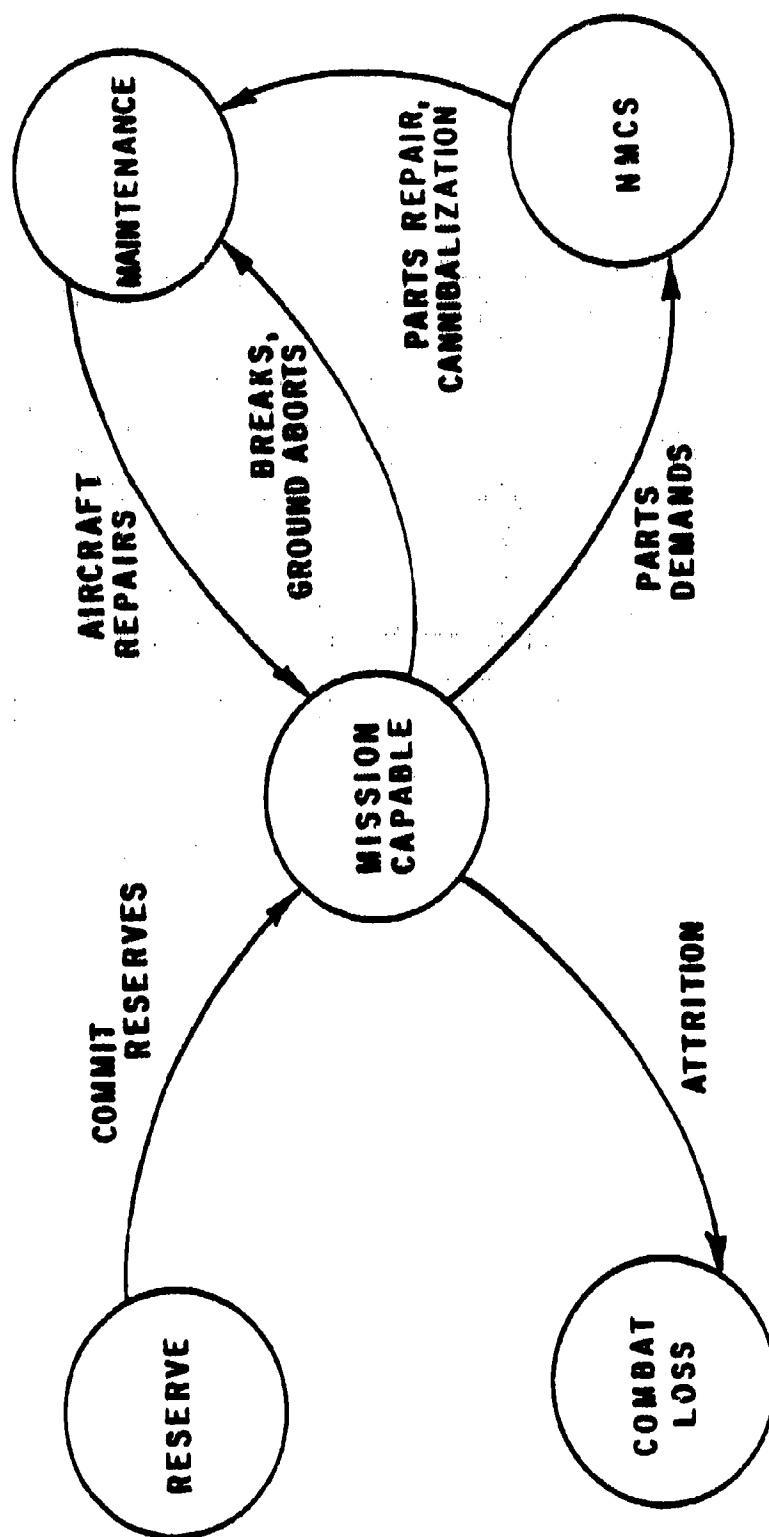 RESERVE
COMMIT
RESERVES
COMBAT
LOSS
ATTRITION
MISSION
CAPABLE
AIRCRAFT
REPAIRS
BREAKS,
GROUND ABORTS
PARTS
DEMANDS
MAINTENANCE
PARTS REPAIR,
CANNIBALIZATION
NMCS